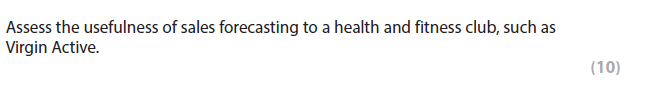 Assess the usefulness of sales forecasting to a health and fitness club, such as
Virgin Active.
(10)